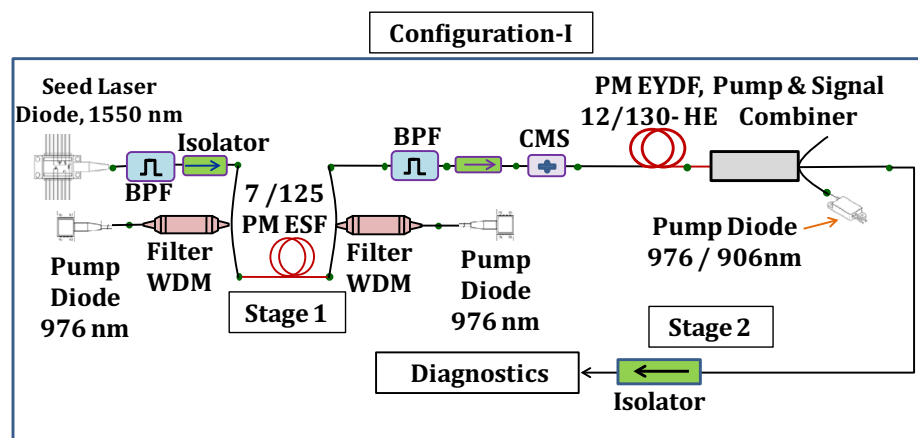 Configuration-I
Seed Laser
Diode, 1550 nm
Isolator
BPF
BPF
CMS
PM EYDF, Pump & Signal
12/130- HE Combiner
7 /125
PM ESF
Filter
WDM
Filter
WDM
Pump
Diode
976 nm
Pump
Diode
976 nm
Pump Diode
976 / 906nm
Stage 1
Stage 2
Diagnostics
Isolator